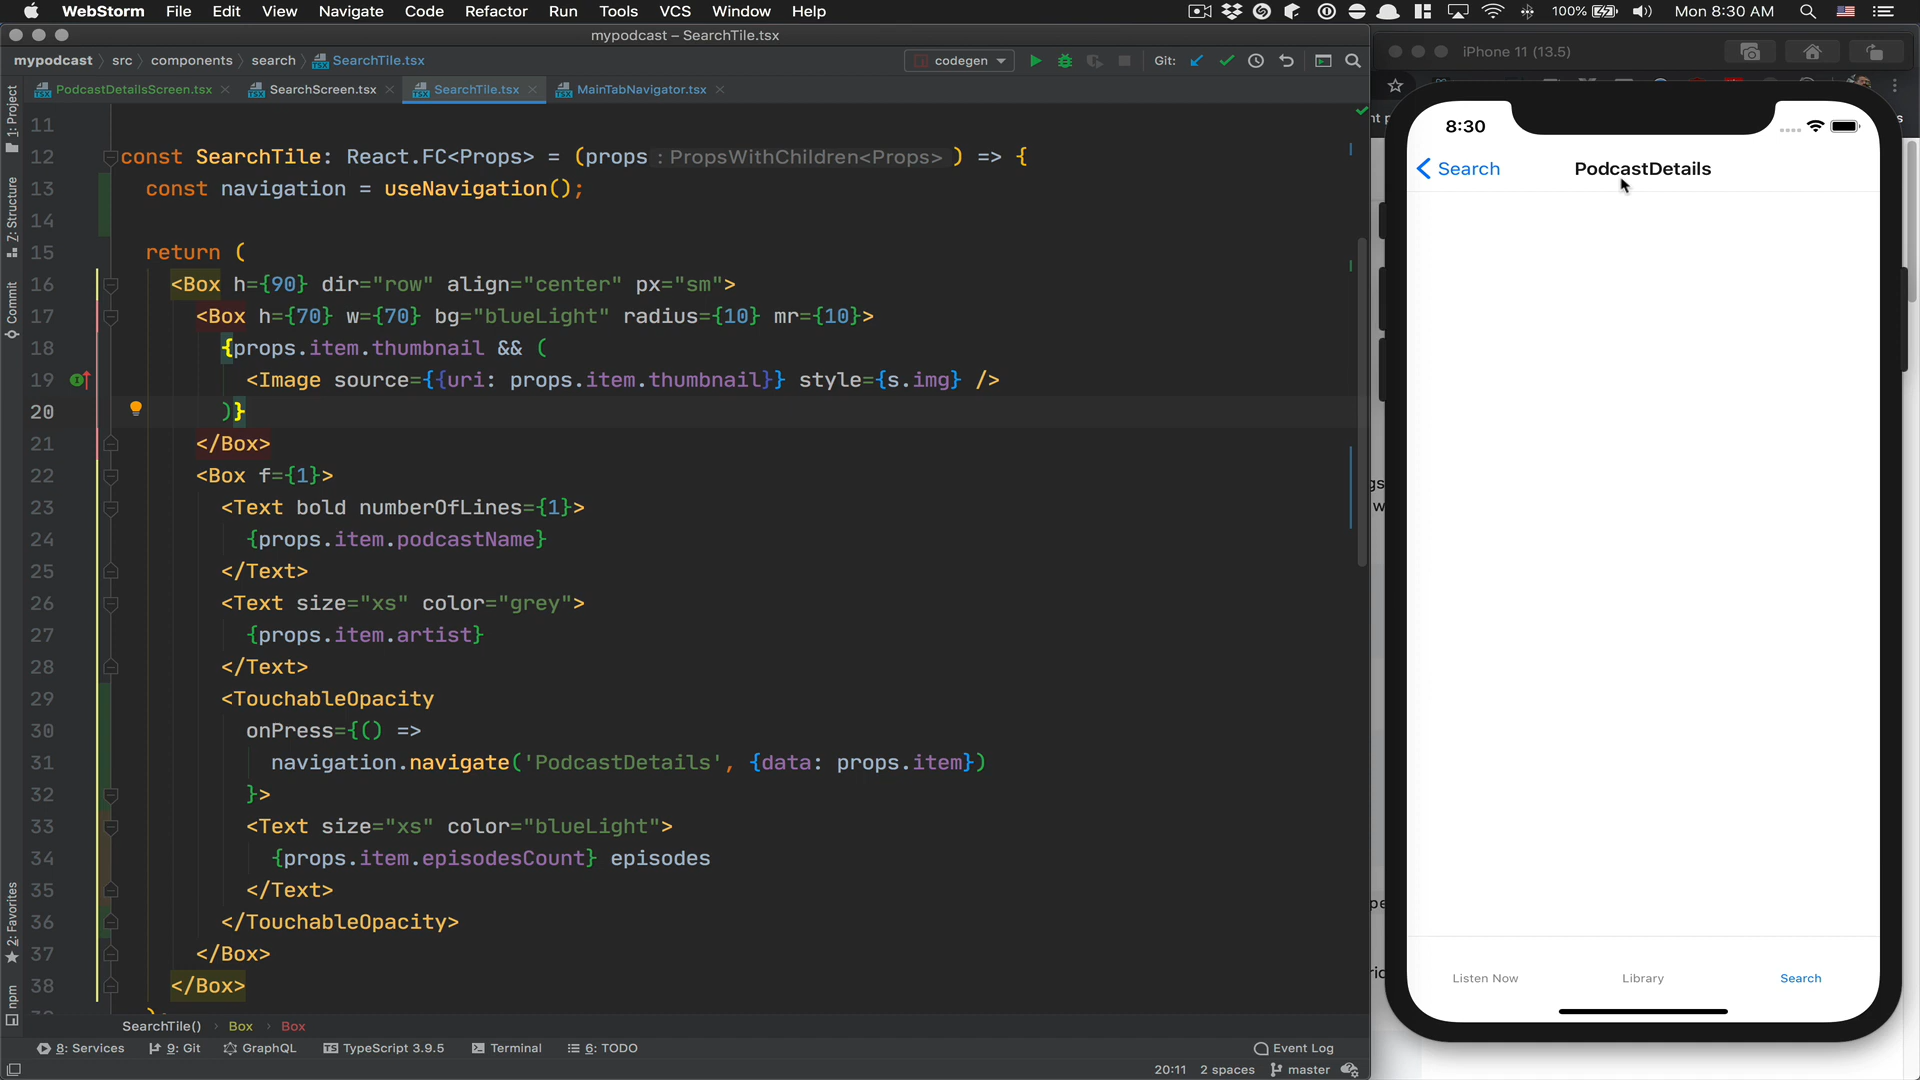 WebStorm File Edit View Navigate Code Refactor Run Tools VCS Window Help 100% Mon 8:30 AM
mypodcast – SearchTile.tsx
mypodcast src components search SearchTile.tsx codegen Git:
PodcastDetailsScreen.tsx SearchScreen.tsx SearchTile.tsx MainTabNavigator.tsx
1: Project
7: Structure
Commit
2: Favorites
npm
11
12 const SearchTile: React.FC<Props> = (props : PropsWithChildren<Props> ) => {
13 const navigation = useNavigation();
14
15 return (
16 <Box h={90} dir="row" align="center" px="sm">
17 <Box h={70} w={70} bg="blueLight" radius={10} mr={10}>
18 {props.item.thumbnail && (
19 <Image source={{uri: props.item.thumbnail}} style={s.img} />
20 )}
21 </Box>
22 <Box f={1}>
23 <Text bold numberOfLines={1}>
24 {props.item.podcastName}
25 </Text>
26 <Text size="xs" color="grey">
27 {props.item.artist}
28 </Text>
29 <TouchableOpacity
30 onPress={() =>
31 navigation.navigate('PodcastDetails', {data: props.item})
32 }>
33 <Text size="xs" color="blueLight">
34 {props.item.episodesCount} episodes
35 </Text>
36 </TouchableOpacity>
37 </Box>
38 </Box>
SearchTile() Box Box
8: Services 9: Git GraphQL TypeScript 3.9.5 Terminal 6: TODO Event Log
20:11 2 spaces master
iPhone 11 (13.5)
8:30
Search PodcastDetails
Listen Now Library Search